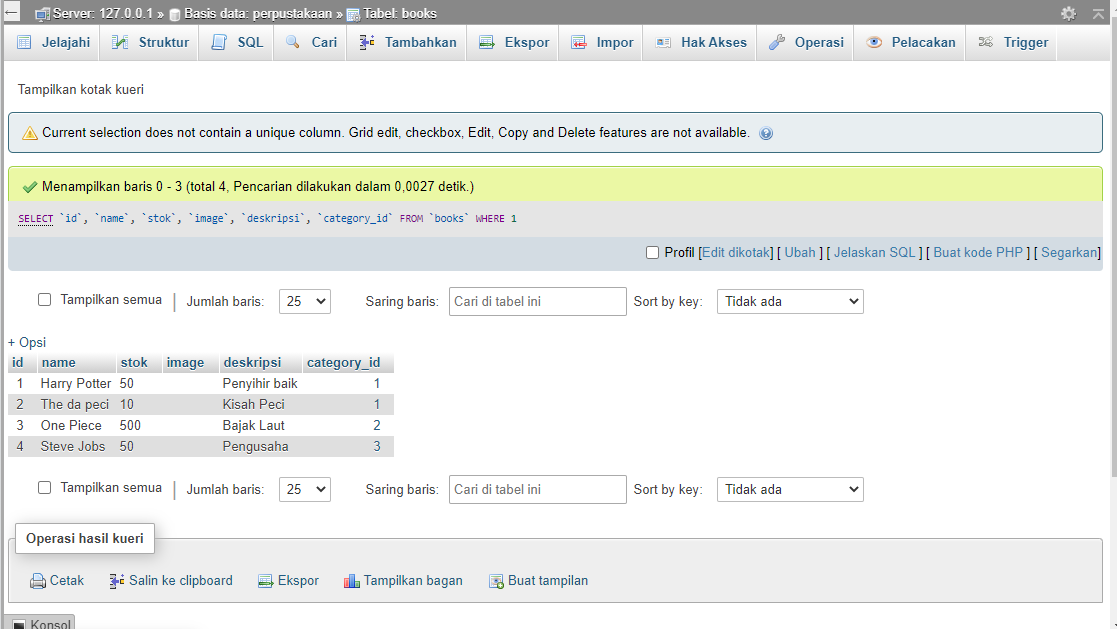 Server: 127.0.0.1 » Basis data: perpustakaan » Tabel: books
Jelajahi Struktur SQL Cari Tambahkan Ekspor Impor Hak Akses Operasi Pelacakan Trigger
Tampilkan kotak kueri
Current selection does not contain a unique column. Grid edit, checkbox, Edit, Copy and Delete features are not available.
Menampilkan baris 0 - 3 (total 4, Pencarian dilakukan dalam 0,0027 detik.)
SELECT `id`, `name`, `stok`, `image`, `deskripsi`, `category_id` FROM `books` WHERE 1
Profil [Edit dikotak] [ Ubah ] [ Jelaskan SQL ] [ Buat kode PHP ] [ Segarkan]
Tampilkan semua | Jumlah baris: 25 Saring baris: Cari di tabel ini Sort by key: Tidak ada
+ Opsi
id name stok image deskripsi category_id
1 Harry Potter 50 Penyihir baik 1
2 The da peci 10 Kisah Peci 1
3 One Piece 500 Bajak Laut 2
4 Steve Jobs 50 Pengusaha 3
Tampilkan semua | Jumlah baris: 25 Saring baris: Cari di tabel ini Sort by key: Tidak ada
Operasi hasil kueri
Cetak Salin ke clipboard Ekspor Tampilkan bagan Buat tampilan
Konsol